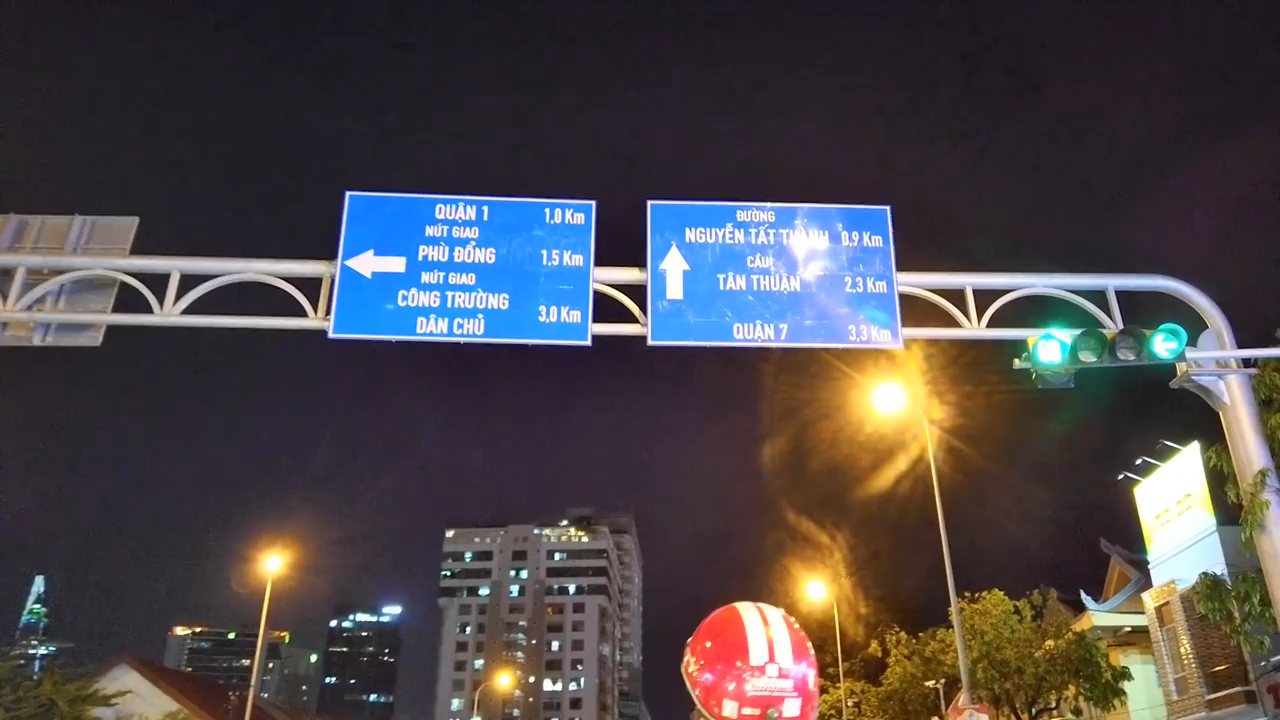 QUẬN 1 1,0 Km
NÚT GIAO
PHÙ ĐỔNG 1,5 Km
NÚT GIAO
CÔNG TRƯỜNG
DÂN CHỦ 3,0 Km
ĐƯỜNG
NGUYỄN TẤT THÀNH 0,9 Km
CẦU
TÂN THUẬN 2,3 Km
QUẬN 7 3,3 Km